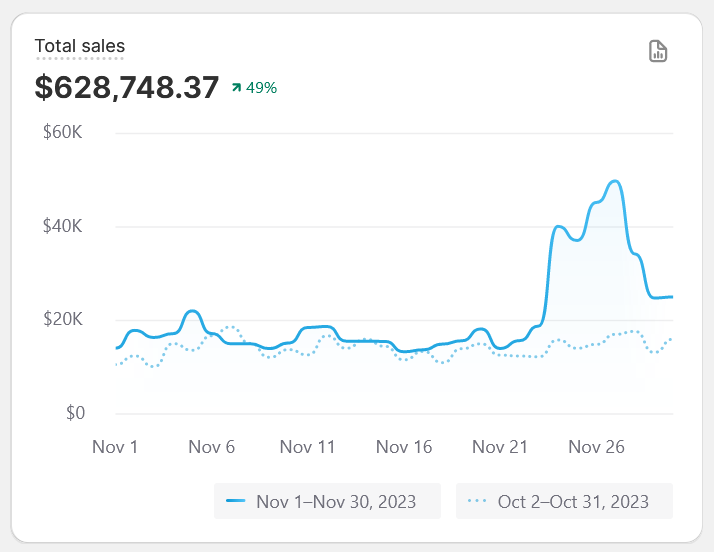 Total sales
$628,748.37 49%
$60K
$40K
$20K
$0
Nov 1 Nov 6 Nov 11 Nov 16 Nov 21 Nov 26
Nov 1–Nov 30, 2023 Oct 2–Oct 31, 2023